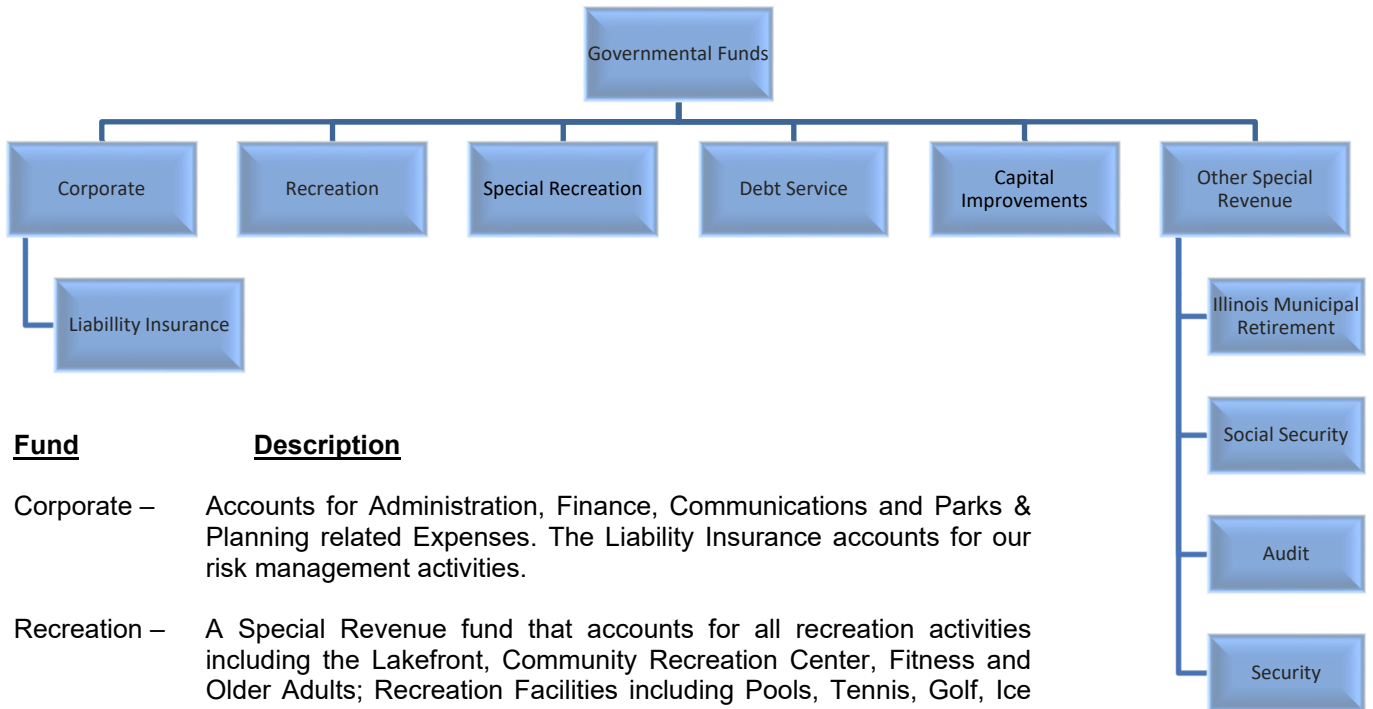 Governmental Funds
Corporate
Recreation
Special Recreation
Debt Service
Capital
Improvements
Other Special
Revenue
Liabillity Insurance
Illinois Municipal
Retirement
Social Security
Audit
Security
Fund Description
Corporate – Accounts for Administration, Finance, Communications and Parks &
Planning related Expenses. The Liability Insurance accounts for our
risk management activities.
Recreation – A Special Revenue fund that accounts for all recreation activities
including the Lakefront, Community Recreation Center, Fitness and
Older Adults; Recreation Facilities including Pools, Tennis, Golf, Ice